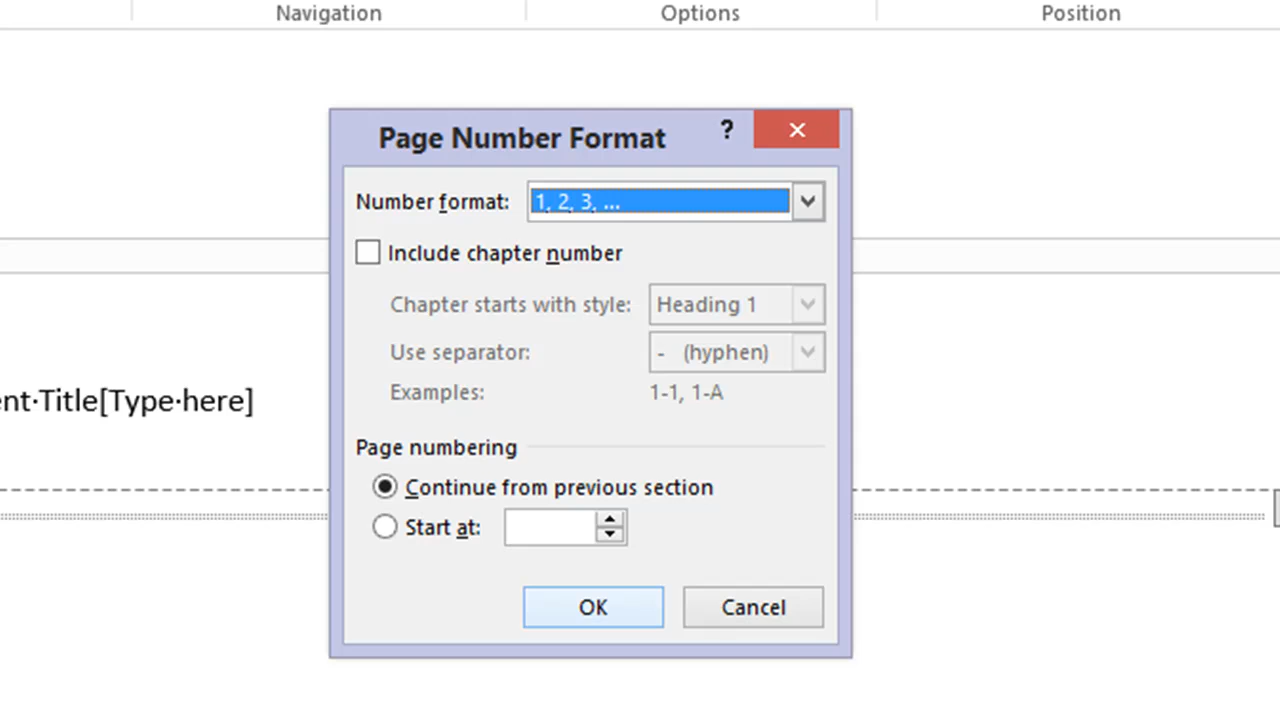 Navigation Options Position
Page Number Format ?
Number format: 1, 2, 3, ...
Include chapter number
Chapter starts with style: Heading 1
Use separator: - (hyphen)
Examples: 1-1, 1-A
ent·Title[Type·here]
Page numbering
Continue from previous section
Start at:
OK Cancel